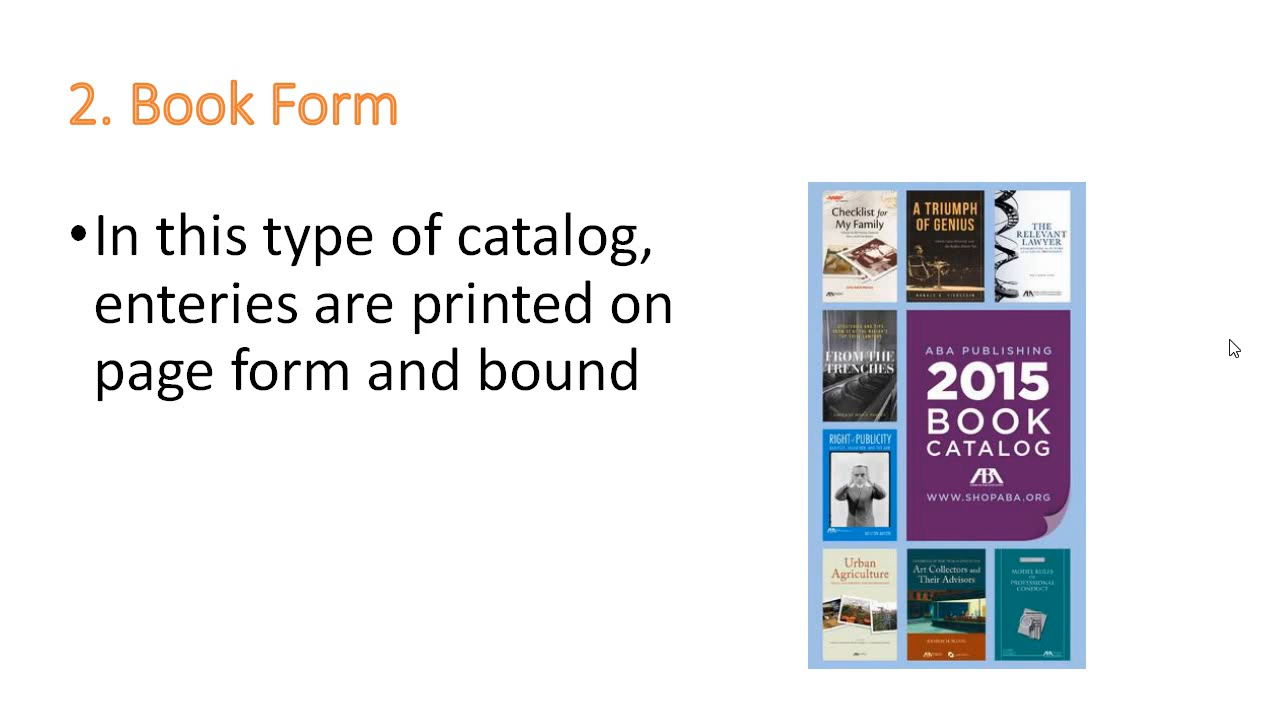 2. Book Form
•In this type of catalog,
enteries are printed on
page form and bound
Checklist for
My Family
A TRIUMPH
OF GENIUS
THE
RELEVANT
LAWYER
FROM THE
TRENCHES
ABA PUBLISHING
2015
BOOK
CATALOG
ABA
WWW.SHOPABA.ORG
RIGHT of PUBLICITY
Urban
Agriculture
Art Collectors and
Their Advisors
MODEL RULES
of
PROFESSIONAL
CONDUCT